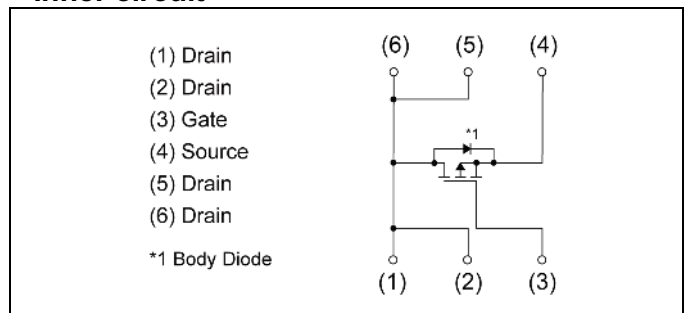 (1) Drain
(2) Drain
(3) Gate
(4) Source
(5) Drain
(6) Drain
*1 Body Diode
(6) (5) (4)
*1
(1) (2) (3)